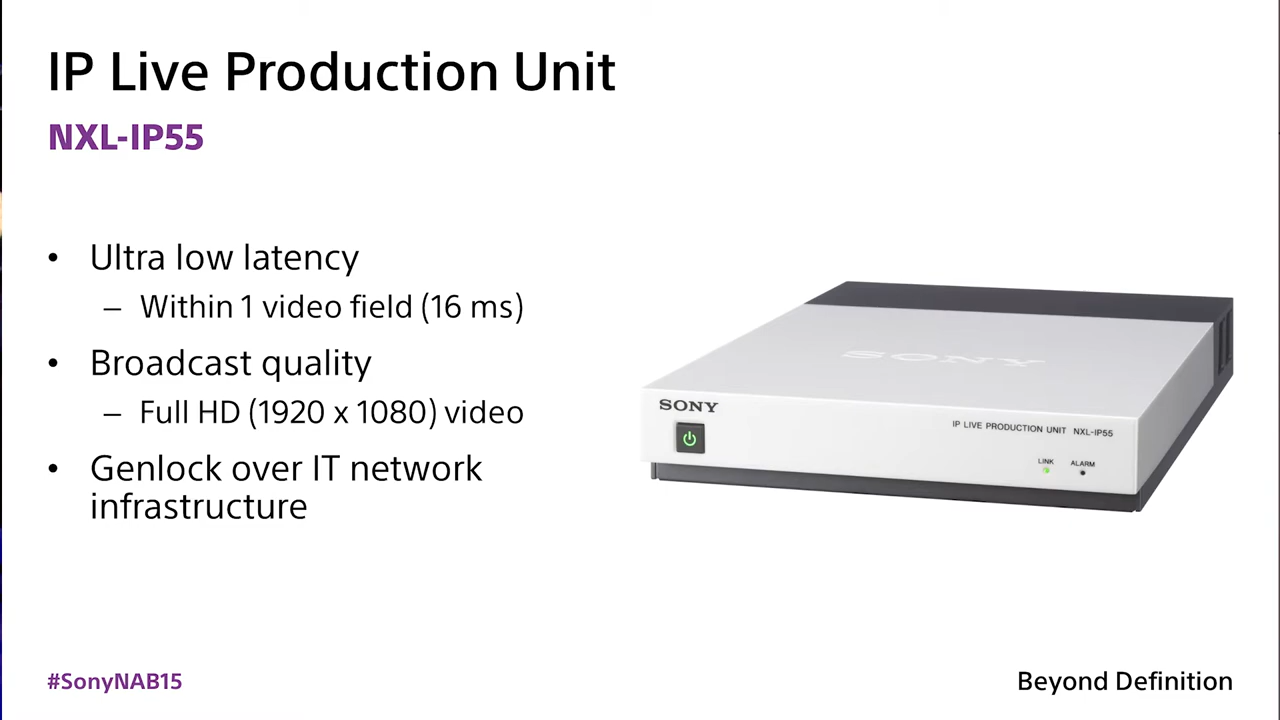 IP Live Production Unit
NXL-IP55
• Ultra low latency
– Within 1 video field (16 ms)
• Broadcast quality
– Full HD (1920 x 1080) video
• Genlock over IT network
infrastructure
SONY
SONY
IP LIVE PRODUCTION UNIT NXL-IP55
LINK ALARM
#SonyNAB15
Beyond Definition